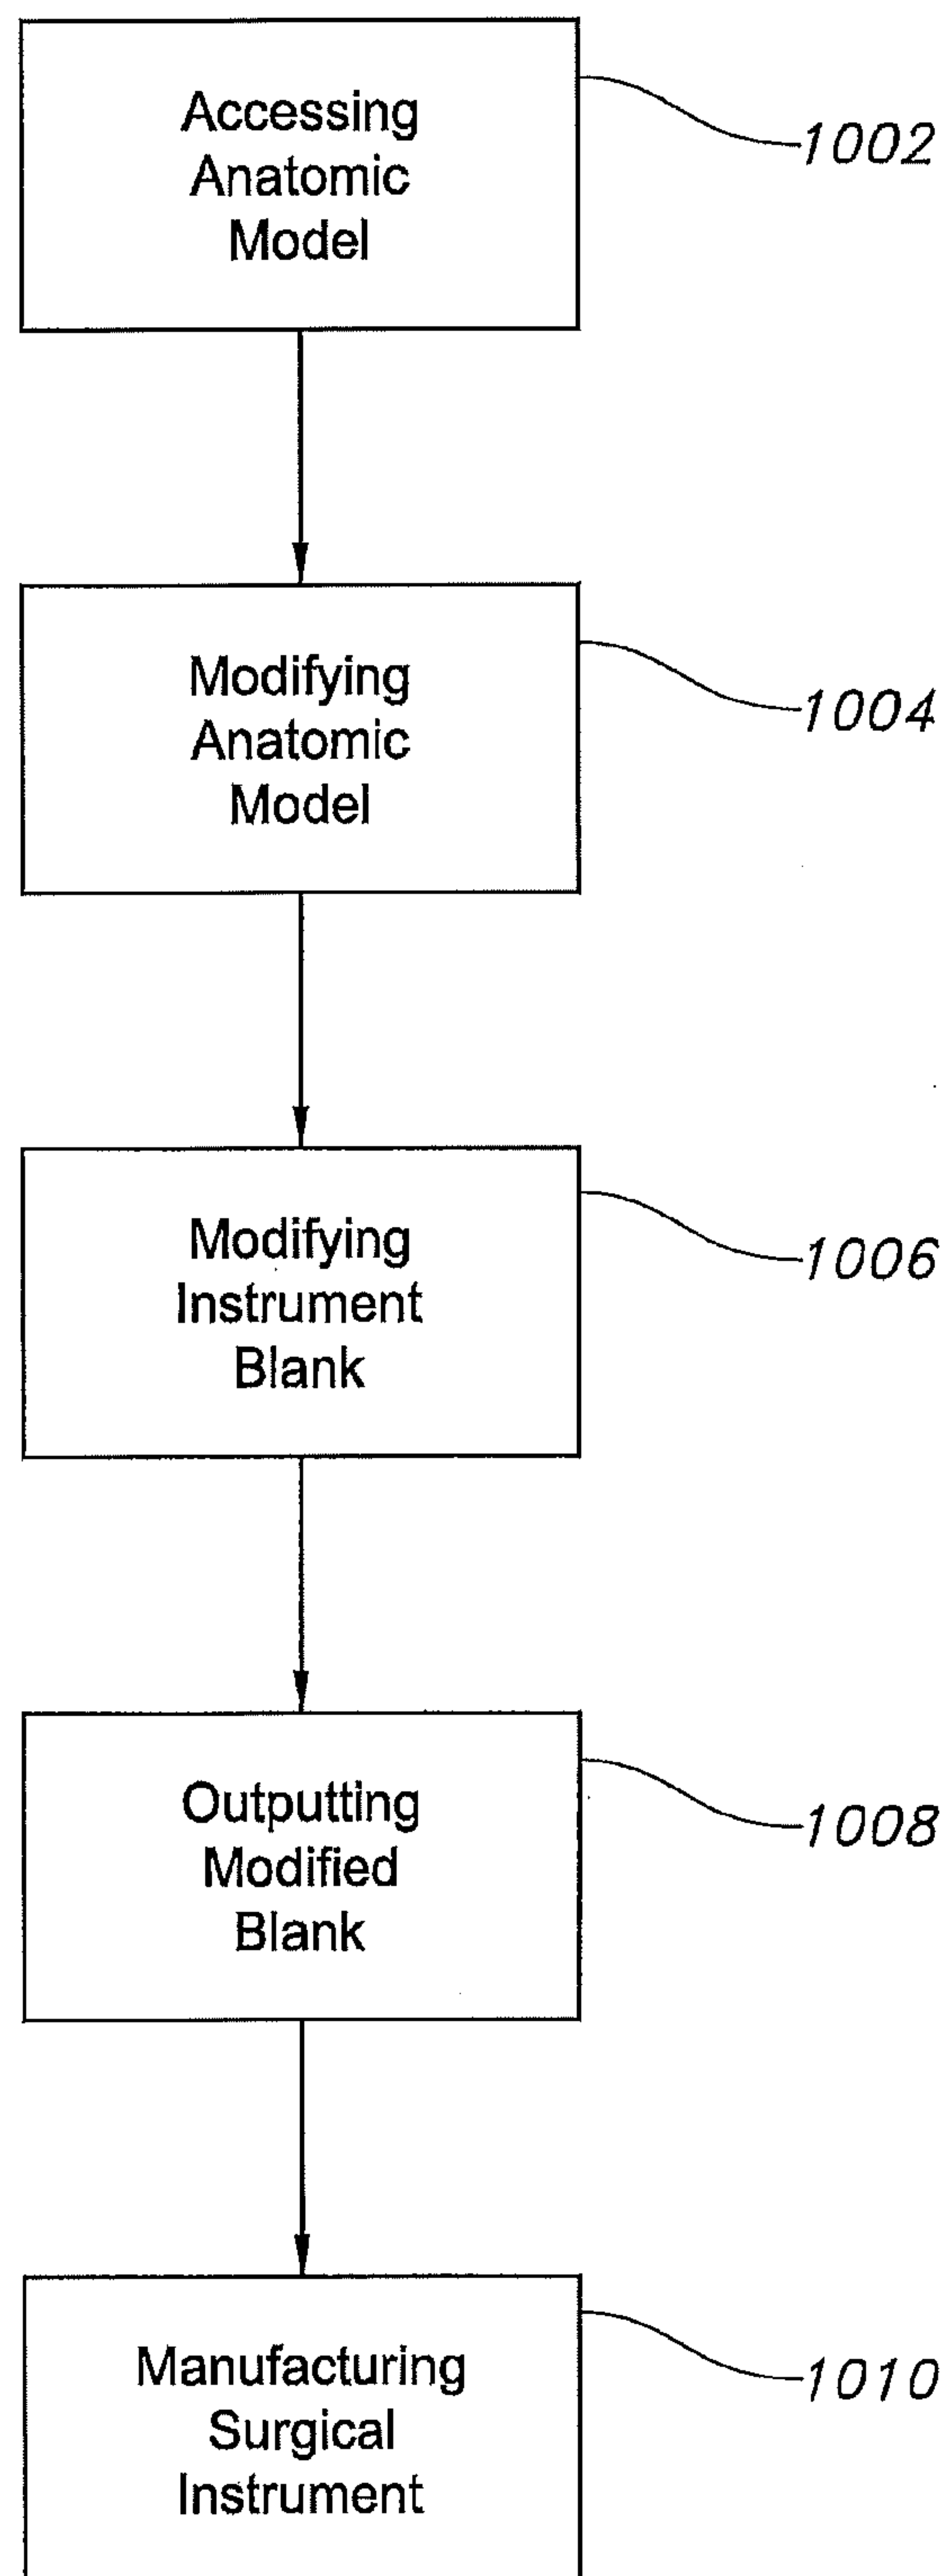 Accessing
Anatomic
Model
1002
Modifying
Anatomic
Model
1004
Modifying
Instrument
Blank
1006
Outputting
Modified
Blank
1008
Manufacturing
Surgical
Instrument
1010